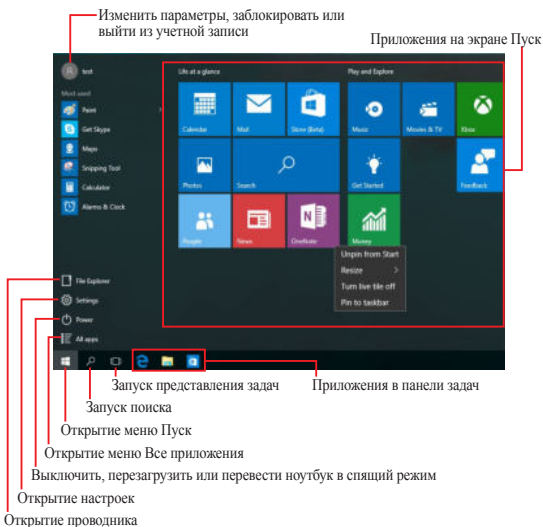 Изменить параметры, заблокировать или
выйти из учетной записи
Приложения на экране Пуск
test
Life at a glance
Play and Explore
Most used
Paint
Get Skype
Maps
Snipping Tool
Calculator
Alarms & Clock
Calendar
Mail
Store (Beta)
Music
Movies & TV
Xbox
Photos
Search
Get Started
Feedback
People
News
OneNote
Money
Unpin from Start
Resize
Turn live tile off
Pin to taskbar
File Explorer
Settings
Power
All apps
Запуск представления задач
Приложения в панели задач
Запуск поиска
Открытие меню Пуск
Открытие меню Все приложения
Выключить, перезагрузить или перевести ноутбук в спящий режим
Открытие настроек
Открытие проводника